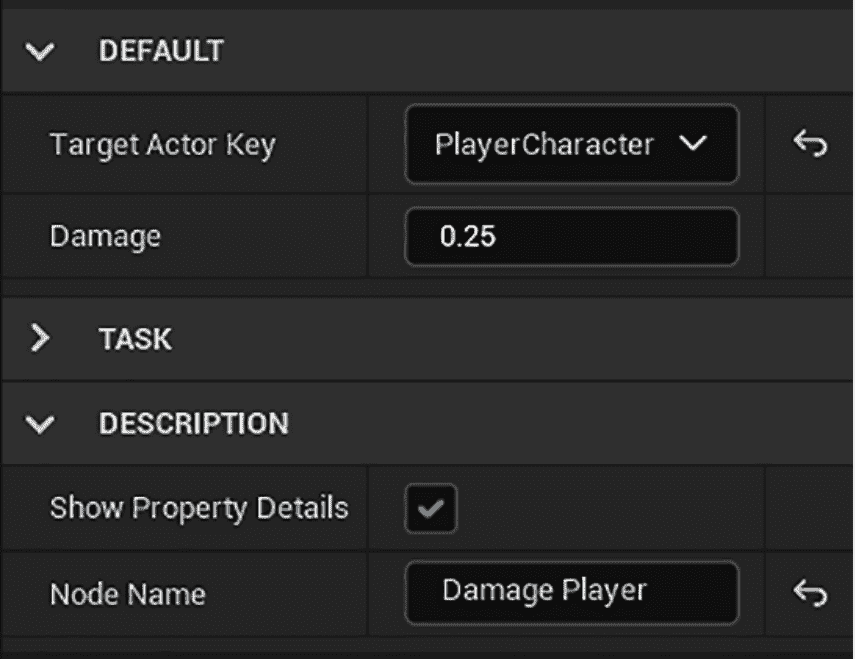 DEFAULT
Target Actor Key PlayerCharacter
Damage 0.25
TASK
DESCRIPTION
Show Property Details
Node Name Damage Player